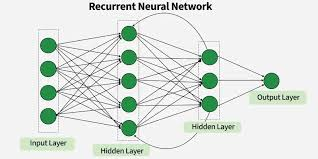 Recurrent Neural Network
Input Layer
Hidden Layer
Hidden Layer
Output Layer